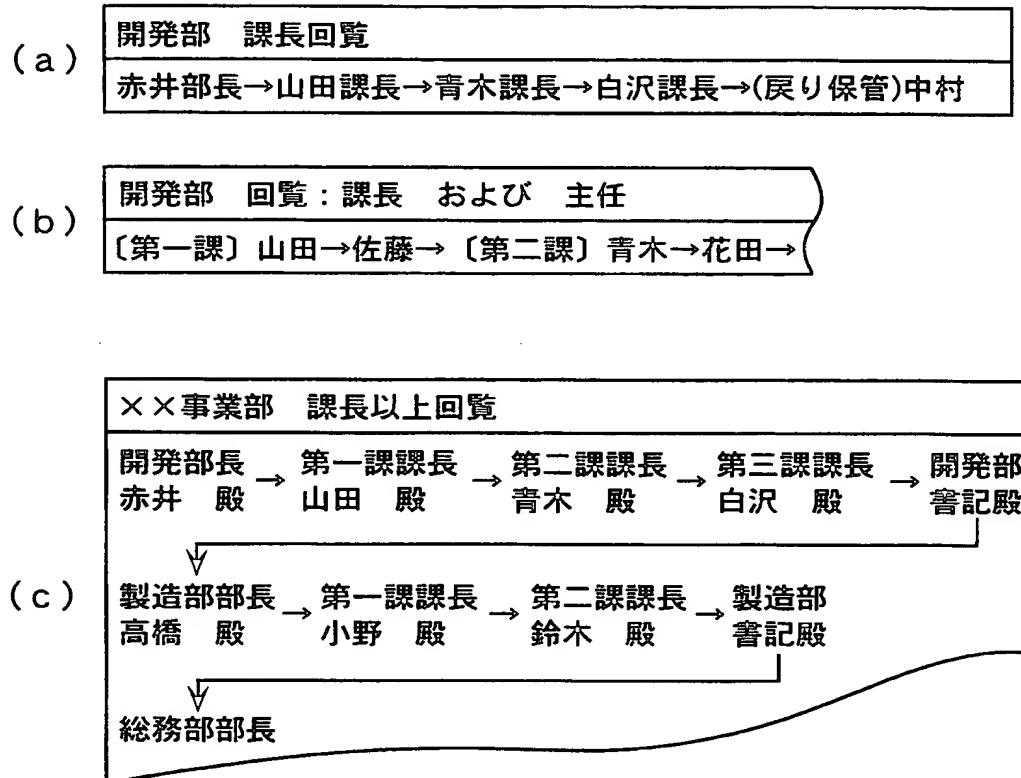 (a)
開発部 課長回覧
赤井部長→山田課長→青木課長→白沢課長→(戻り保管)中村
(b)
開発部 回覧:課長 および 主任
〔第一課〕山田→佐藤→〔第二課〕青木→花田→
(c)
××事業部 課長以上回覧
開発部長 → 第一課課長 → 第二課課長 → 第三課課長 → 開発部
赤井 殿 山田 殿 青木 殿 白沢 殿 書記殿
製造部部長 → 第一課課長 → 第二課課長 → 製造部
高橋 殿 小野 殿 鈴木 殿 書記殿
総務部部長